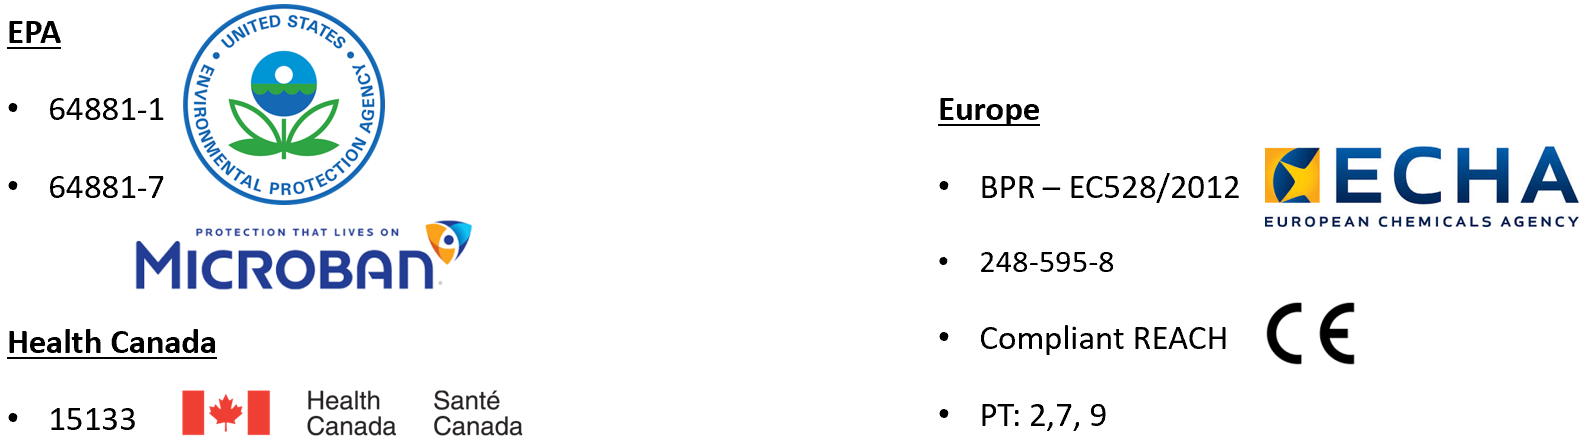 EPA
• 64881-1
• 64881-7
UNITED STATES
ENVIRONMENTAL PROTECTION AGENCY
PROTECTION THAT LIVES ON
MICROBAN
Health Canada
• 15133
Health Canada
Santé Canada
Europe
• BPR – EC528/2012
ECHA
EUROPEAN CHEMICALS AGENCY
• 248-595-8
• Compliant REACH
CE
• PT: 2,7, 9